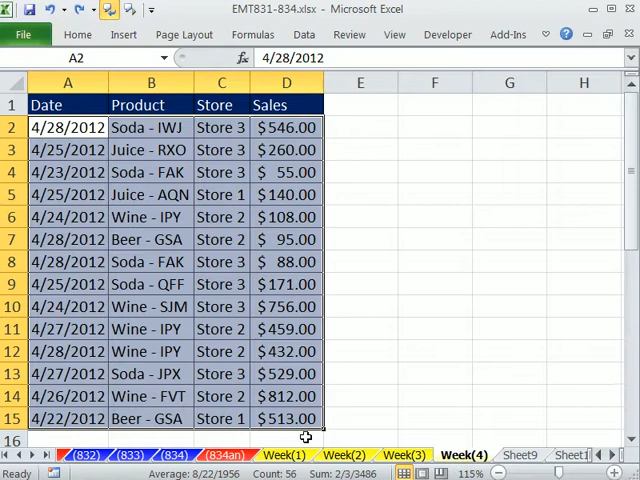 EMT831-834.xlsx - Microsoft Excel
File Home Insert Page Layout Formulas Data Review View Developer Add-Ins
A2 fx 4/28/2012
A B C D E F G H
1 Date Product Store Sales
2 4/28/2012 Soda - IWJ Store 3 $546.00
3 4/25/2012 Juice - RXO Store 3 $260.00
4 4/23/2012 Soda - FAK Store 3 $ 55.00
5 4/25/2012 Juice - AQN Store 1 $140.00
6 4/24/2012 Wine - IPY Store 2 $108.00
7 4/28/2012 Beer - GSA Store 2 $ 95.00
8 4/28/2012 Soda - FAK Store 2 $ 88.00
9 4/25/2012 Soda - QFF Store 3 $171.00
10 4/24/2012 Wine - SJM Store 3 $756.00
11 4/27/2012 Wine - IPY Store 2 $459.00
12 4/28/2012 Wine - IPY Store 2 $432.00
13 4/27/2012 Soda - JPX Store 3 $529.00
14 4/26/2012 Wine - FVT Store 2 $812.00
15 4/22/2012 Beer - GSA Store 1 $513.00
16
(832) (833) (834) (834an) Week(1) Week(2) Week(3) Week(4) Sheet9 Sheet1
Ready Average: 8/22/1956 Count: 56 Sum: 2/3/3486 115%